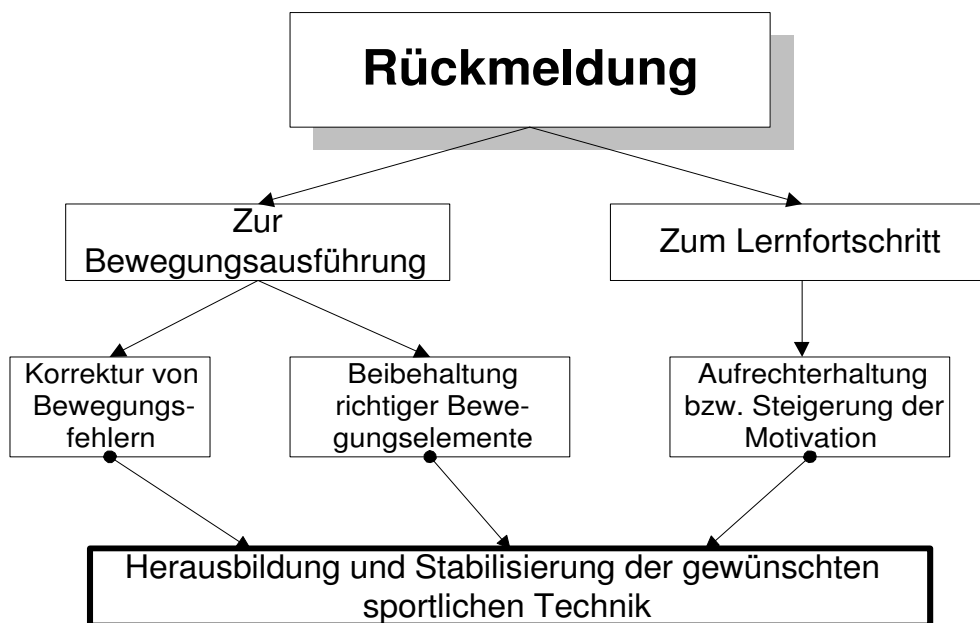 Rückmeldung
Zur
Bewegungsausführung
Zum Lernfortschritt
Korrektur von
Bewegungs-
fehlern
Beibehaltung
richtiger Bewe-
gungselemente
Aufrechterhaltung
bzw. Steigerung der
Motivation
Herausbildung und Stabilisierung der gewünschten
sportlichen Technik